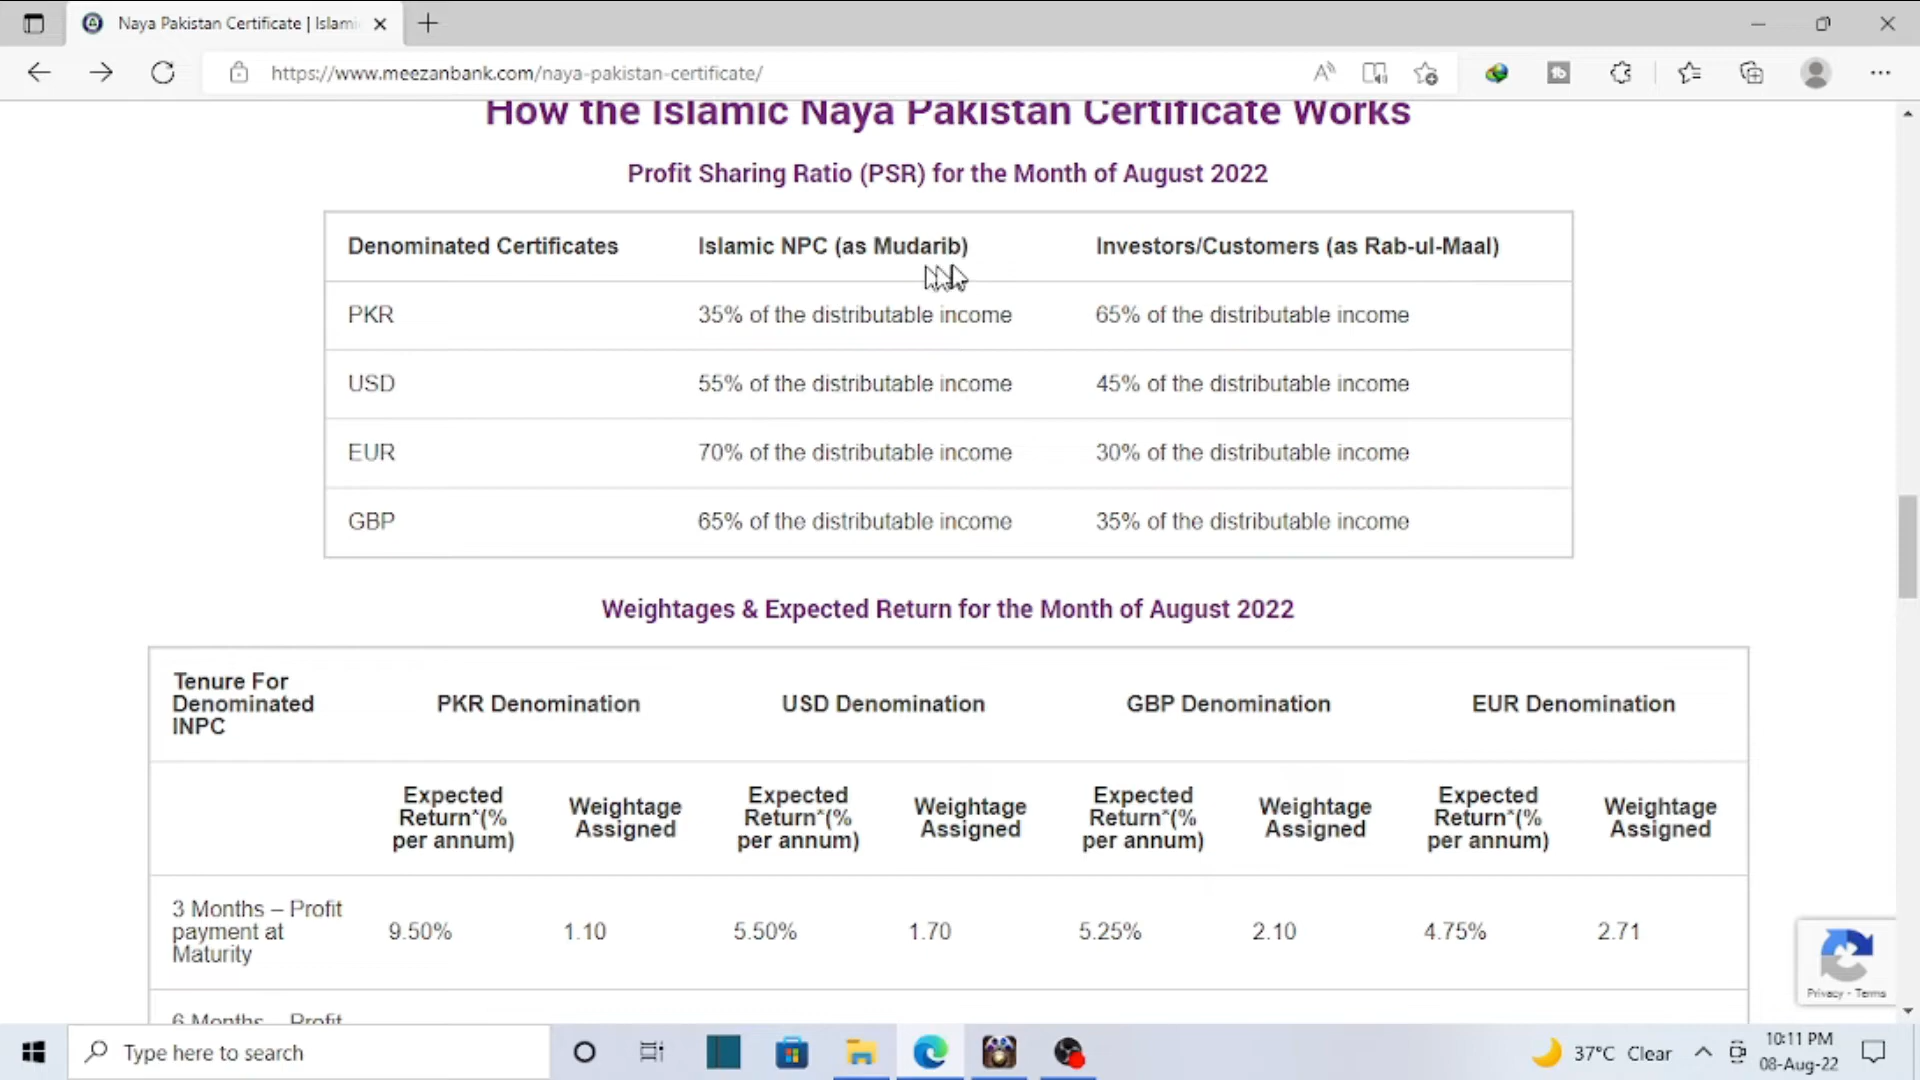 Naya Pakistan Certificate | Islami
https://www.meezanbank.com/naya-pakistan-certificate/
How the Islamic Naya Pakistan Certificate Works
Profit Sharing Ratio (PSR) for the Month of August 2022
Denominated Certificates Islamic NPC (as Mudarib) Investors/Customers (as Rab-ul-Maal)
PKR 35% of the distributable income 65% of the distributable income
USD 55% of the distributable income 45% of the distributable income
EUR 70% of the distributable income 30% of the distributable income
GBP 65% of the distributable income 35% of the distributable income
Weightages & Expected Return for the Month of August 2022
Tenure For
Denominated
INPC
PKR Denomination USD Denomination GBP Denomination EUR Denomination
Expected
Return*(%
per annum)
Weightage
Assigned
Expected
Return*(%
per annum)
Weightage
Assigned
Expected
Return*(%
per annum)
Weightage
Assigned
Expected
Return*(%
per annum)
Weightage
Assigned
3 Months – Profit
payment at
Maturity
9.50% 1.10 5.50% 1.70 5.25% 2.10 4.75% 2.71
6 Months – Profit
Privacy - Terms
Type here to search
37°C Clear
10:11 PM
08-Aug-22